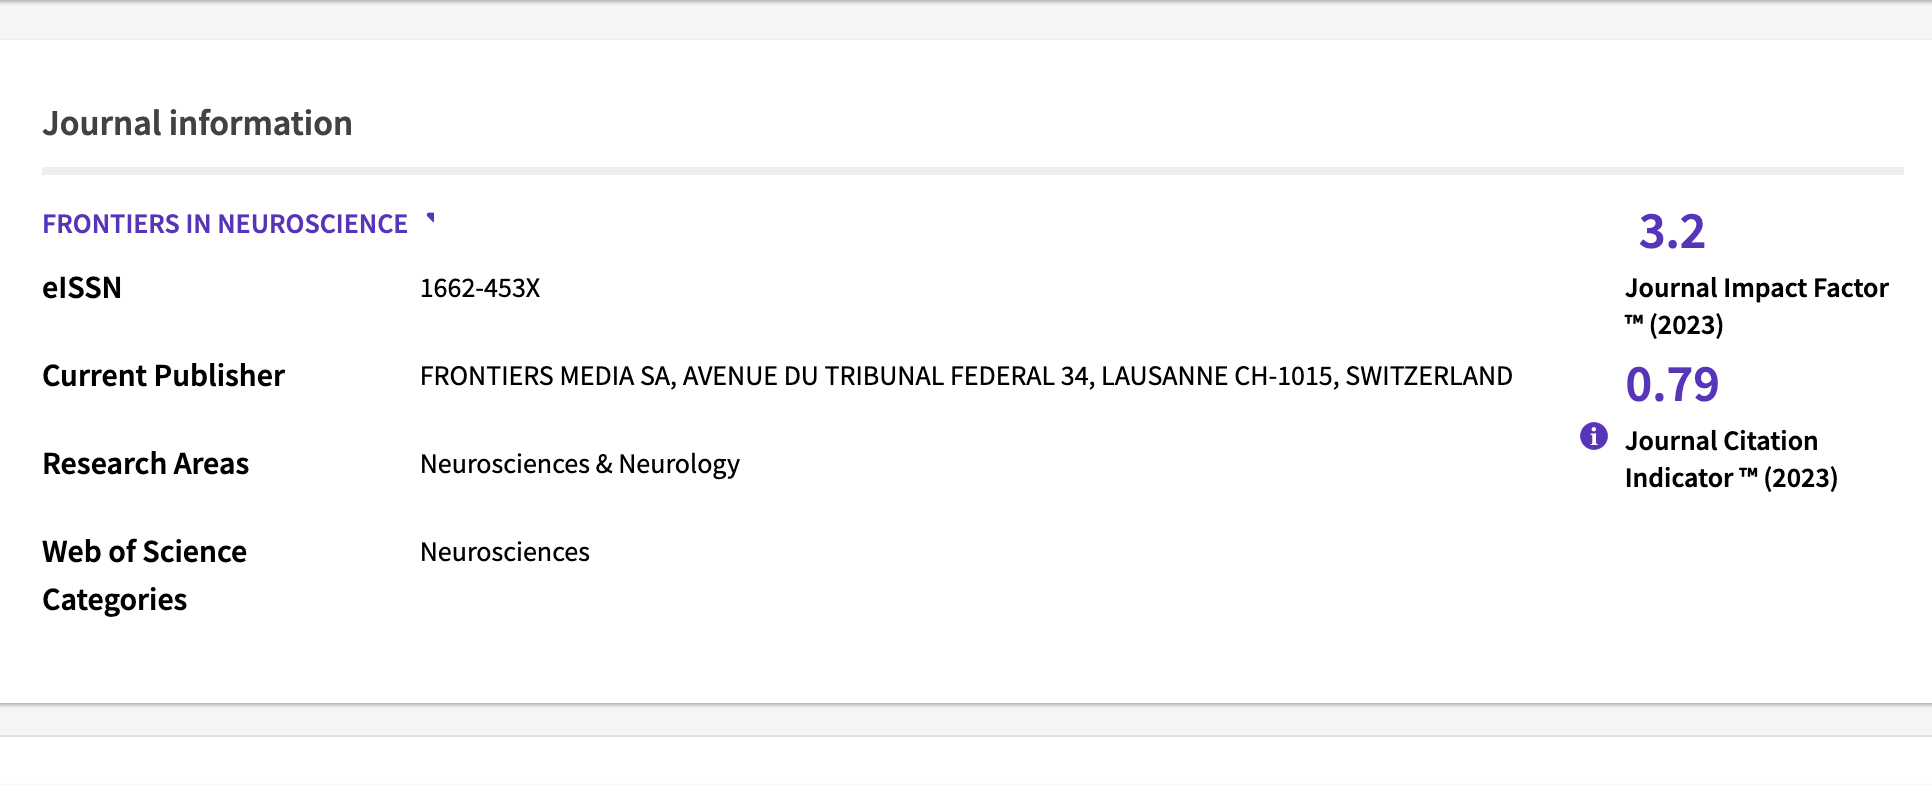 Journal information
FRONTIERS IN NEUROSCIENCE
eISSN 1662-453X
Current Publisher FRONTIERS MEDIA SA, AVENUE DU TRIBUNAL FEDERAL 34, LAUSANNE CH-1015, SWITZERLAND
Research Areas Neurosciences & Neurology
Web of Science Neurosciences
Categories
3.2
Journal Impact Factor
™ (2023)
0.79
Journal Citation
Indicator ™ (2023)